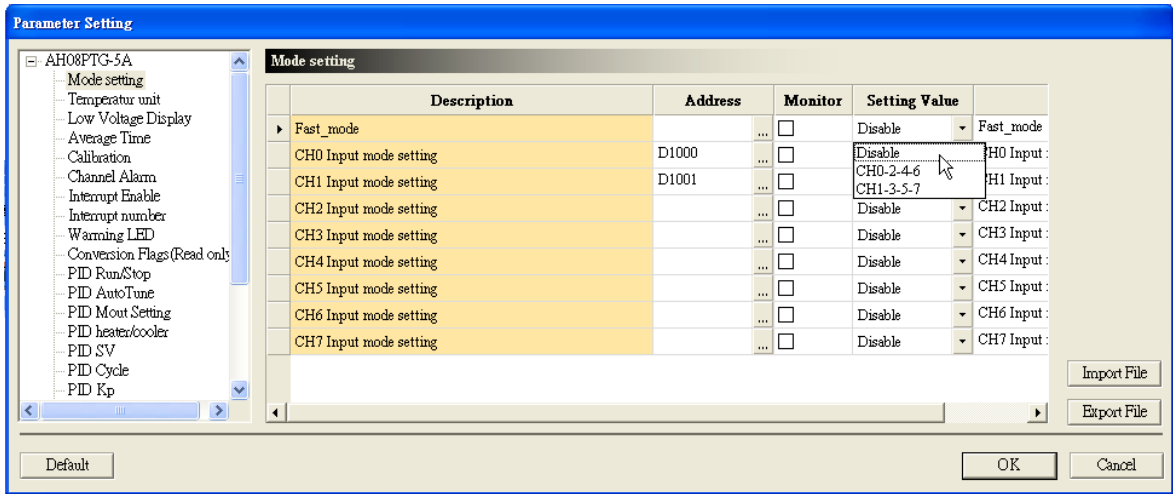 Parameter Setting
AH08PTG-5A
Mode setting
Temperatur unit
Low Voltage Display
Average Time
Calibration
Channel Alarm
Interrupt Enable
Interrupt number
Warning LED
Conversion Flags(Read only
PID Run/Stop
PID AutoTune
PID Mout Setting
PID heater/cooler
PID SV
PID Cycle
PID Kp
Mode setting
Description Address Monitor Setting Value
Fast_mode ... Disable Fast_mode
CH0 Input mode setting D1000 ... Disable CH0 Input :
CH0-2-4-6
CH1 Input mode setting D1001 ... CH1-3-5-7 CH1 Input :
CH2 Input mode setting ... Disable CH2 Input :
CH3 Input mode setting ... Disable CH3 Input :
CH4 Input mode setting ... Disable CH4 Input :
CH5 Input mode setting ... Disable CH5 Input :
CH6 Input mode setting ... Disable CH6 Input :
CH7 Input mode setting ... Disable CH7 Input :
Import File
Export File
Default OK Cancel